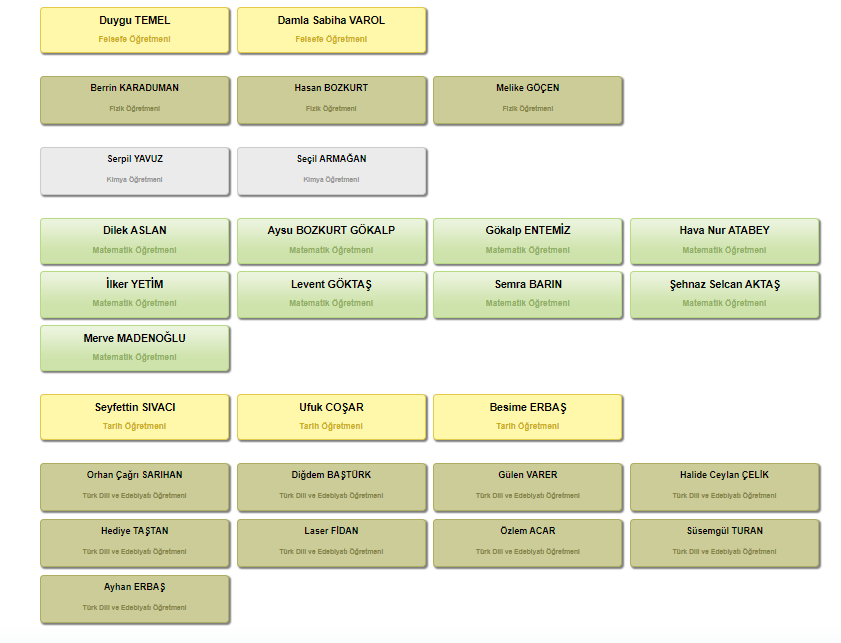 Duygu TEMEL
Felsefe Öğretmeni
Damla Sabiha VAROL
Felsefe Öğretmeni
Berrin KARADUMAN
Fizik Öğretmeni
Hasan BOZKURT
Fizik Öğretmeni
Melike GÖÇEN
Fizik Öğretmeni
Serpil YAVUZ
Kimya Öğretmeni
Seçil ARMAĞAN
Kimya Öğretmeni
Dilek ASLAN
Matematik Öğretmeni
Aysu BOZKURT GÖKALP
Matematik Öğretmeni
Gökalp ENTEMİZ
Matematik Öğretmeni
Hava Nur ATABEY
Matematik Öğretmeni
İlker YETİM
Matematik Öğretmeni
Levent GÖKTAŞ
Matematik Öğretmeni
Semra BARIN
Matematik Öğretmeni
Şehnaz Selcan AKTAŞ
Matematik Öğretmeni
Merve MADENOĞLU
Matematik Öğretmeni
Seyfettin SIVACI
Tarih Öğretmeni
Ufuk COŞAR
Tarih Öğretmeni
Besime ERBAŞ
Tarih Öğretmeni
Orhan Çağrı SARIHAN
Türk Dili ve Edebiyatı Öğretmeni
Diğdem BAŞTÜRK
Türk Dili ve Edebiyatı Öğretmeni
Gülen VARER
Türk Dili ve Edebiyatı Öğretmeni
Halide Ceylan ÇELİK
Türk Dili ve Edebiyatı Öğretmeni
Hediye TAŞTAN
Türk Dili ve Edebiyatı Öğretmeni
Laser FİDAN
Türk Dili ve Edebiyatı Öğretmeni
Özlem ACAR
Türk Dili ve Edebiyatı Öğretmeni
Süsemgül TURAN
Türk Dili ve Edebiyatı Öğretmeni
Ayhan ERBAŞ
Türk Dili ve Edebiyatı Öğretmeni